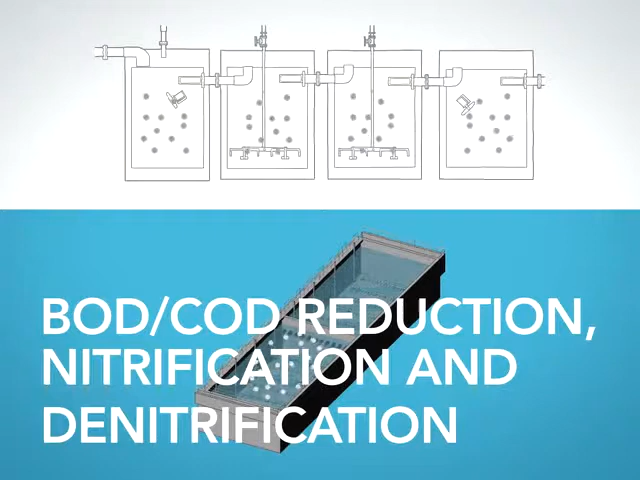 BOD/COD REDUCTION,
NITRIFICATION AND
DENITRIFICATION